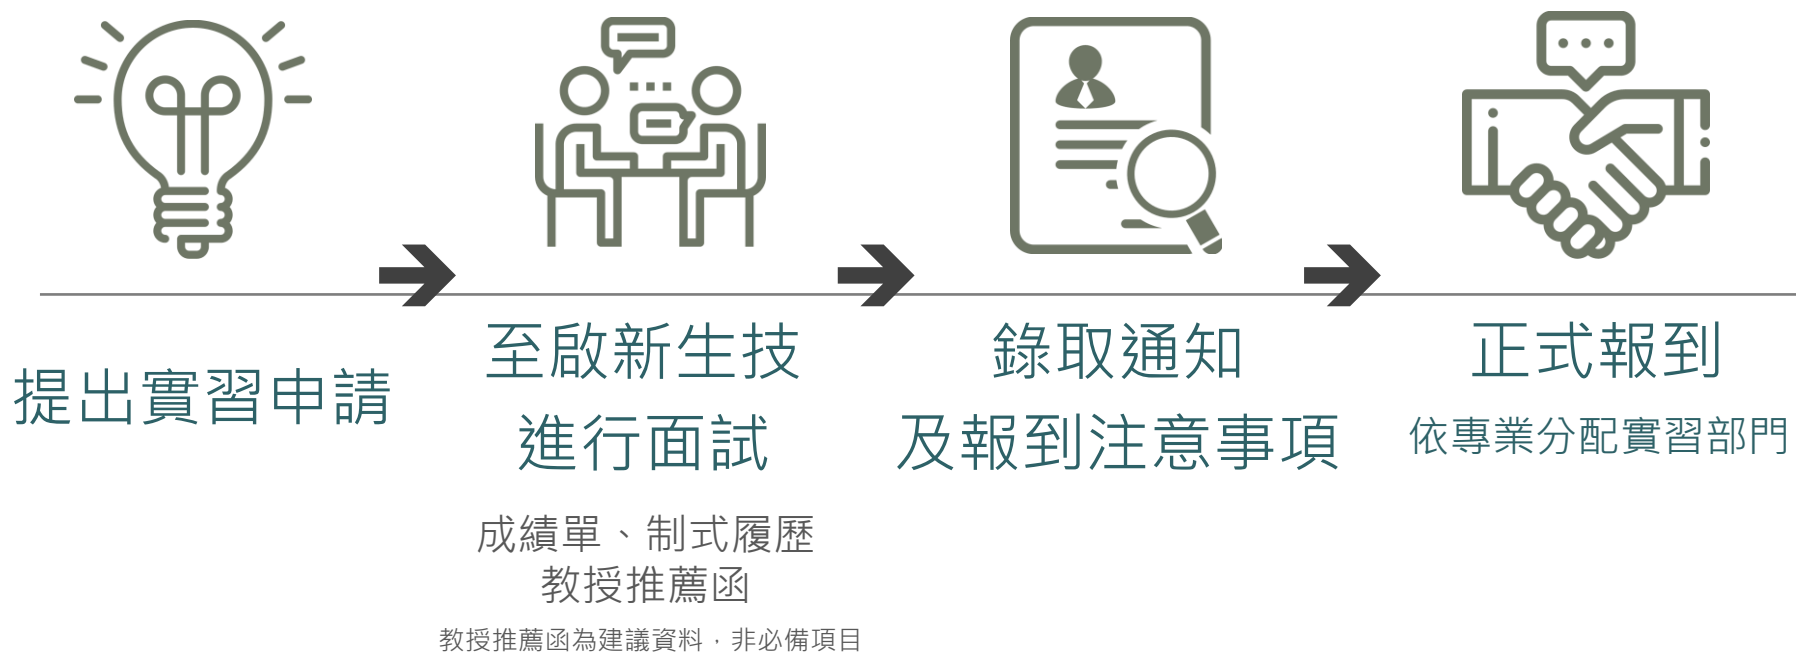 提出實習申請
至啟新生技
進行面試
成績單、制式履歷
教授推薦函
教授推薦函為建議資料，非必備項目
錄取通知
及報到注意事項
正式報到
依專業分配實習部門